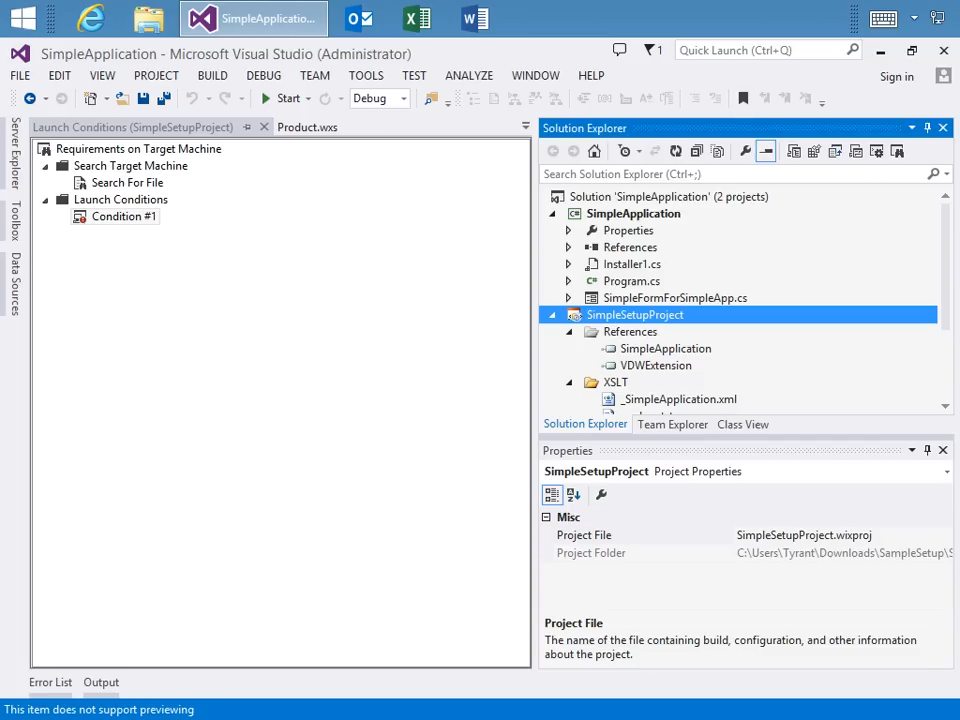 SimpleApplicatio...
SimpleApplication - Microsoft Visual Studio (Administrator)
1
Quick Launch (Ctrl+Q)
FILE EDIT VIEW PROJECT BUILD DEBUG TEAM TOOLS TEST ANALYZE WINDOW HELP
Sign in
Start
Debug
Server Explorer
Toolbox
Data Sources
Launch Conditions (SimpleSetupProject)
Product.wxs
Requirements on Target Machine
Search Target Machine
Search For File
Launch Conditions
Condition #1
Solution Explorer
Search Solution Explorer (Ctrl+;)
Solution 'SimpleApplication' (2 projects)
SimpleApplication
Properties
References
Installer1.cs
Program.cs
SimpleFormForSimpleApp.cs
SimpleSetupProject
References
SimpleApplication
VDWExtension
XSLT
_SimpleApplication.xml
Solution Explorer Team Explorer Class View
Properties
SimpleSetupProject Project Properties
Misc
Project File SimpleSetupProject.wixproj
Project Folder C:\Users\Tyrant\Downloads\SampleSetup\S
Project File
The name of the file containing build, configuration, and other information
about the project.
Error List Output
This item does not support previewing